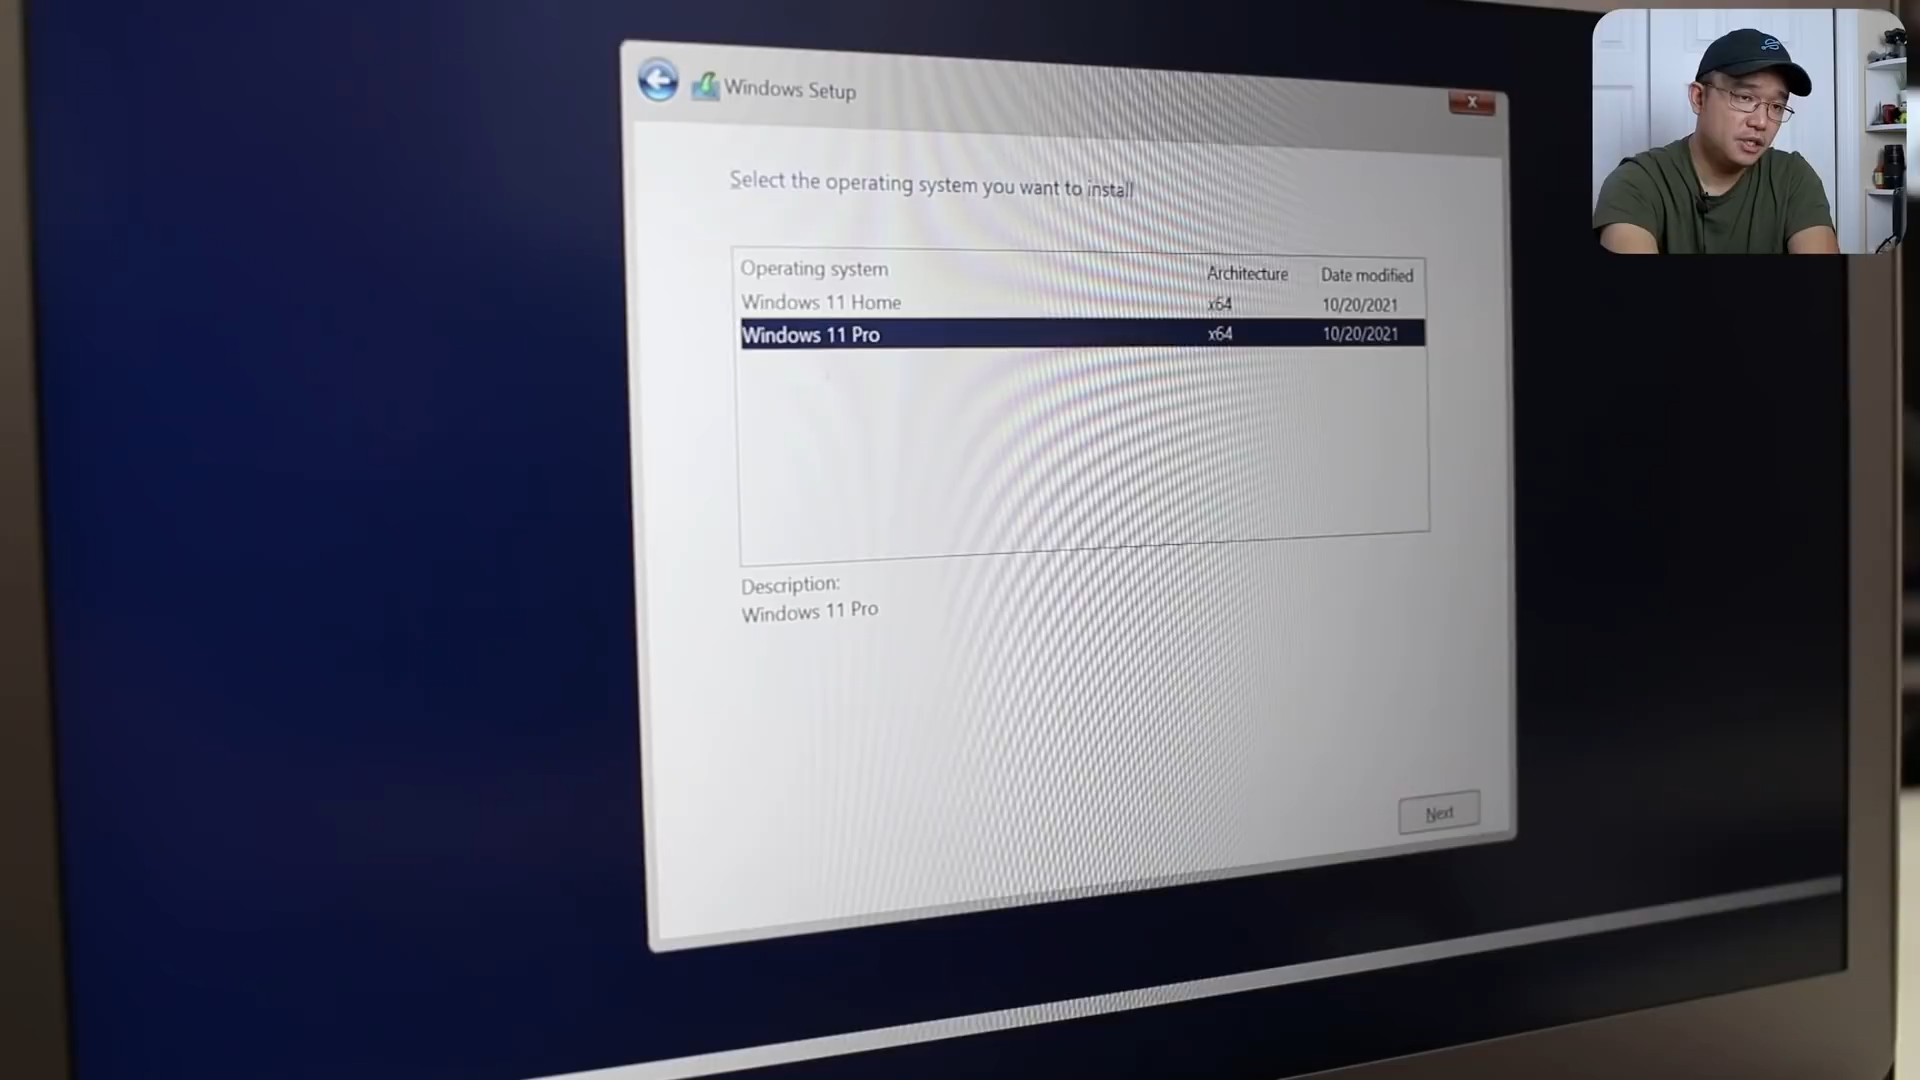 Windows Setup
x
Select the operating system you want to install
Operating system Architecture Date modified
Windows 11 Home x64 10/20/2021
Windows 11 Pro x64 10/20/2021
Description:
Windows 11 Pro
Next